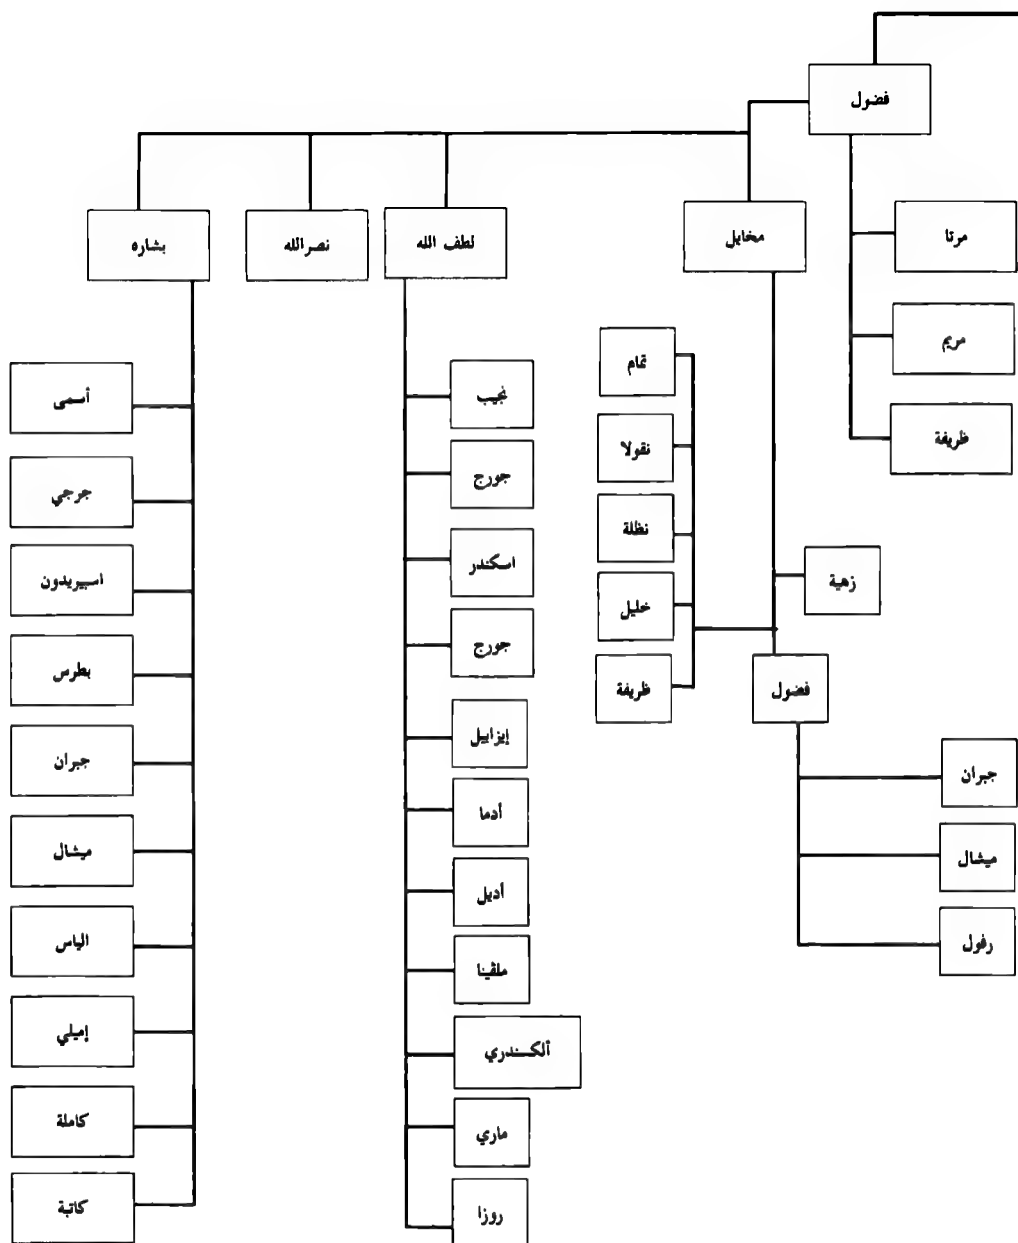 فضول
مرتا
مريم
ظريفة
مخايل
لطف الله
نصرالله
بشاره
زهية
فضول
جبران
ميشال
رفول
تمام
نقولا
نظلة
خليل
ظريفة
نجيب
جورج
اسكندر
جورج
إيزابيل
أدما
أديل
ملڤينا
ألكسندري
ماري
روزا
أسمى
جرجي
اسبيريدون
بطرس
جبران
ميشال
الياس
إميلي
كاملة
كاتبة